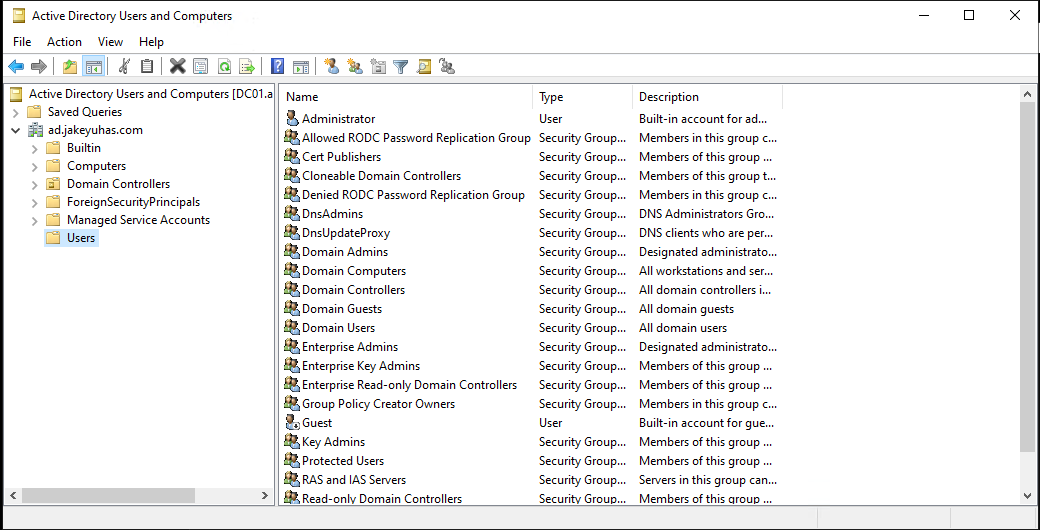 Active Directory Users and Computers
File Action View Help
Active Directory Users and Computers [DC01.a
Saved Queries
ad.jakeyuhas.com
Builtin
Computers
Domain Controllers
ForeignSecurityPrincipals
Managed Service Accounts
Users
Name Type Description
Administrator User Built-in account for ad...
Allowed RODC Password Replication Group Security Group... Members in this group c...
Cert Publishers Security Group... Members of this group ...
Cloneable Domain Controllers Security Group... Members of this group t...
Denied RODC Password Replication Group Security Group... Members in this group c...
DnsAdmins Security Group... DNS Administrators Gro...
DnsUpdateProxy Security Group... DNS clients who are per...
Domain Admins Security Group... Designated administrato...
Domain Computers Security Group... All workstations and ser...
Domain Controllers Security Group... All domain controllers i...
Domain Guests Security Group... All domain guests
Domain Users Security Group... All domain users
Enterprise Admins Security Group... Designated administrato...
Enterprise Key Admins Security Group... Members of this group ...
Enterprise Read-only Domain Controllers Security Group... Members of this group ...
Group Policy Creator Owners Security Group... Members in this group c...
Guest User Built-in account for gue...
Key Admins Security Group... Members of this group ...
Protected Users Security Group... Members of this group ...
RAS and IAS Servers Security Group... Servers in this group can...
Read-only Domain Controllers Security Group... Members of this group ...